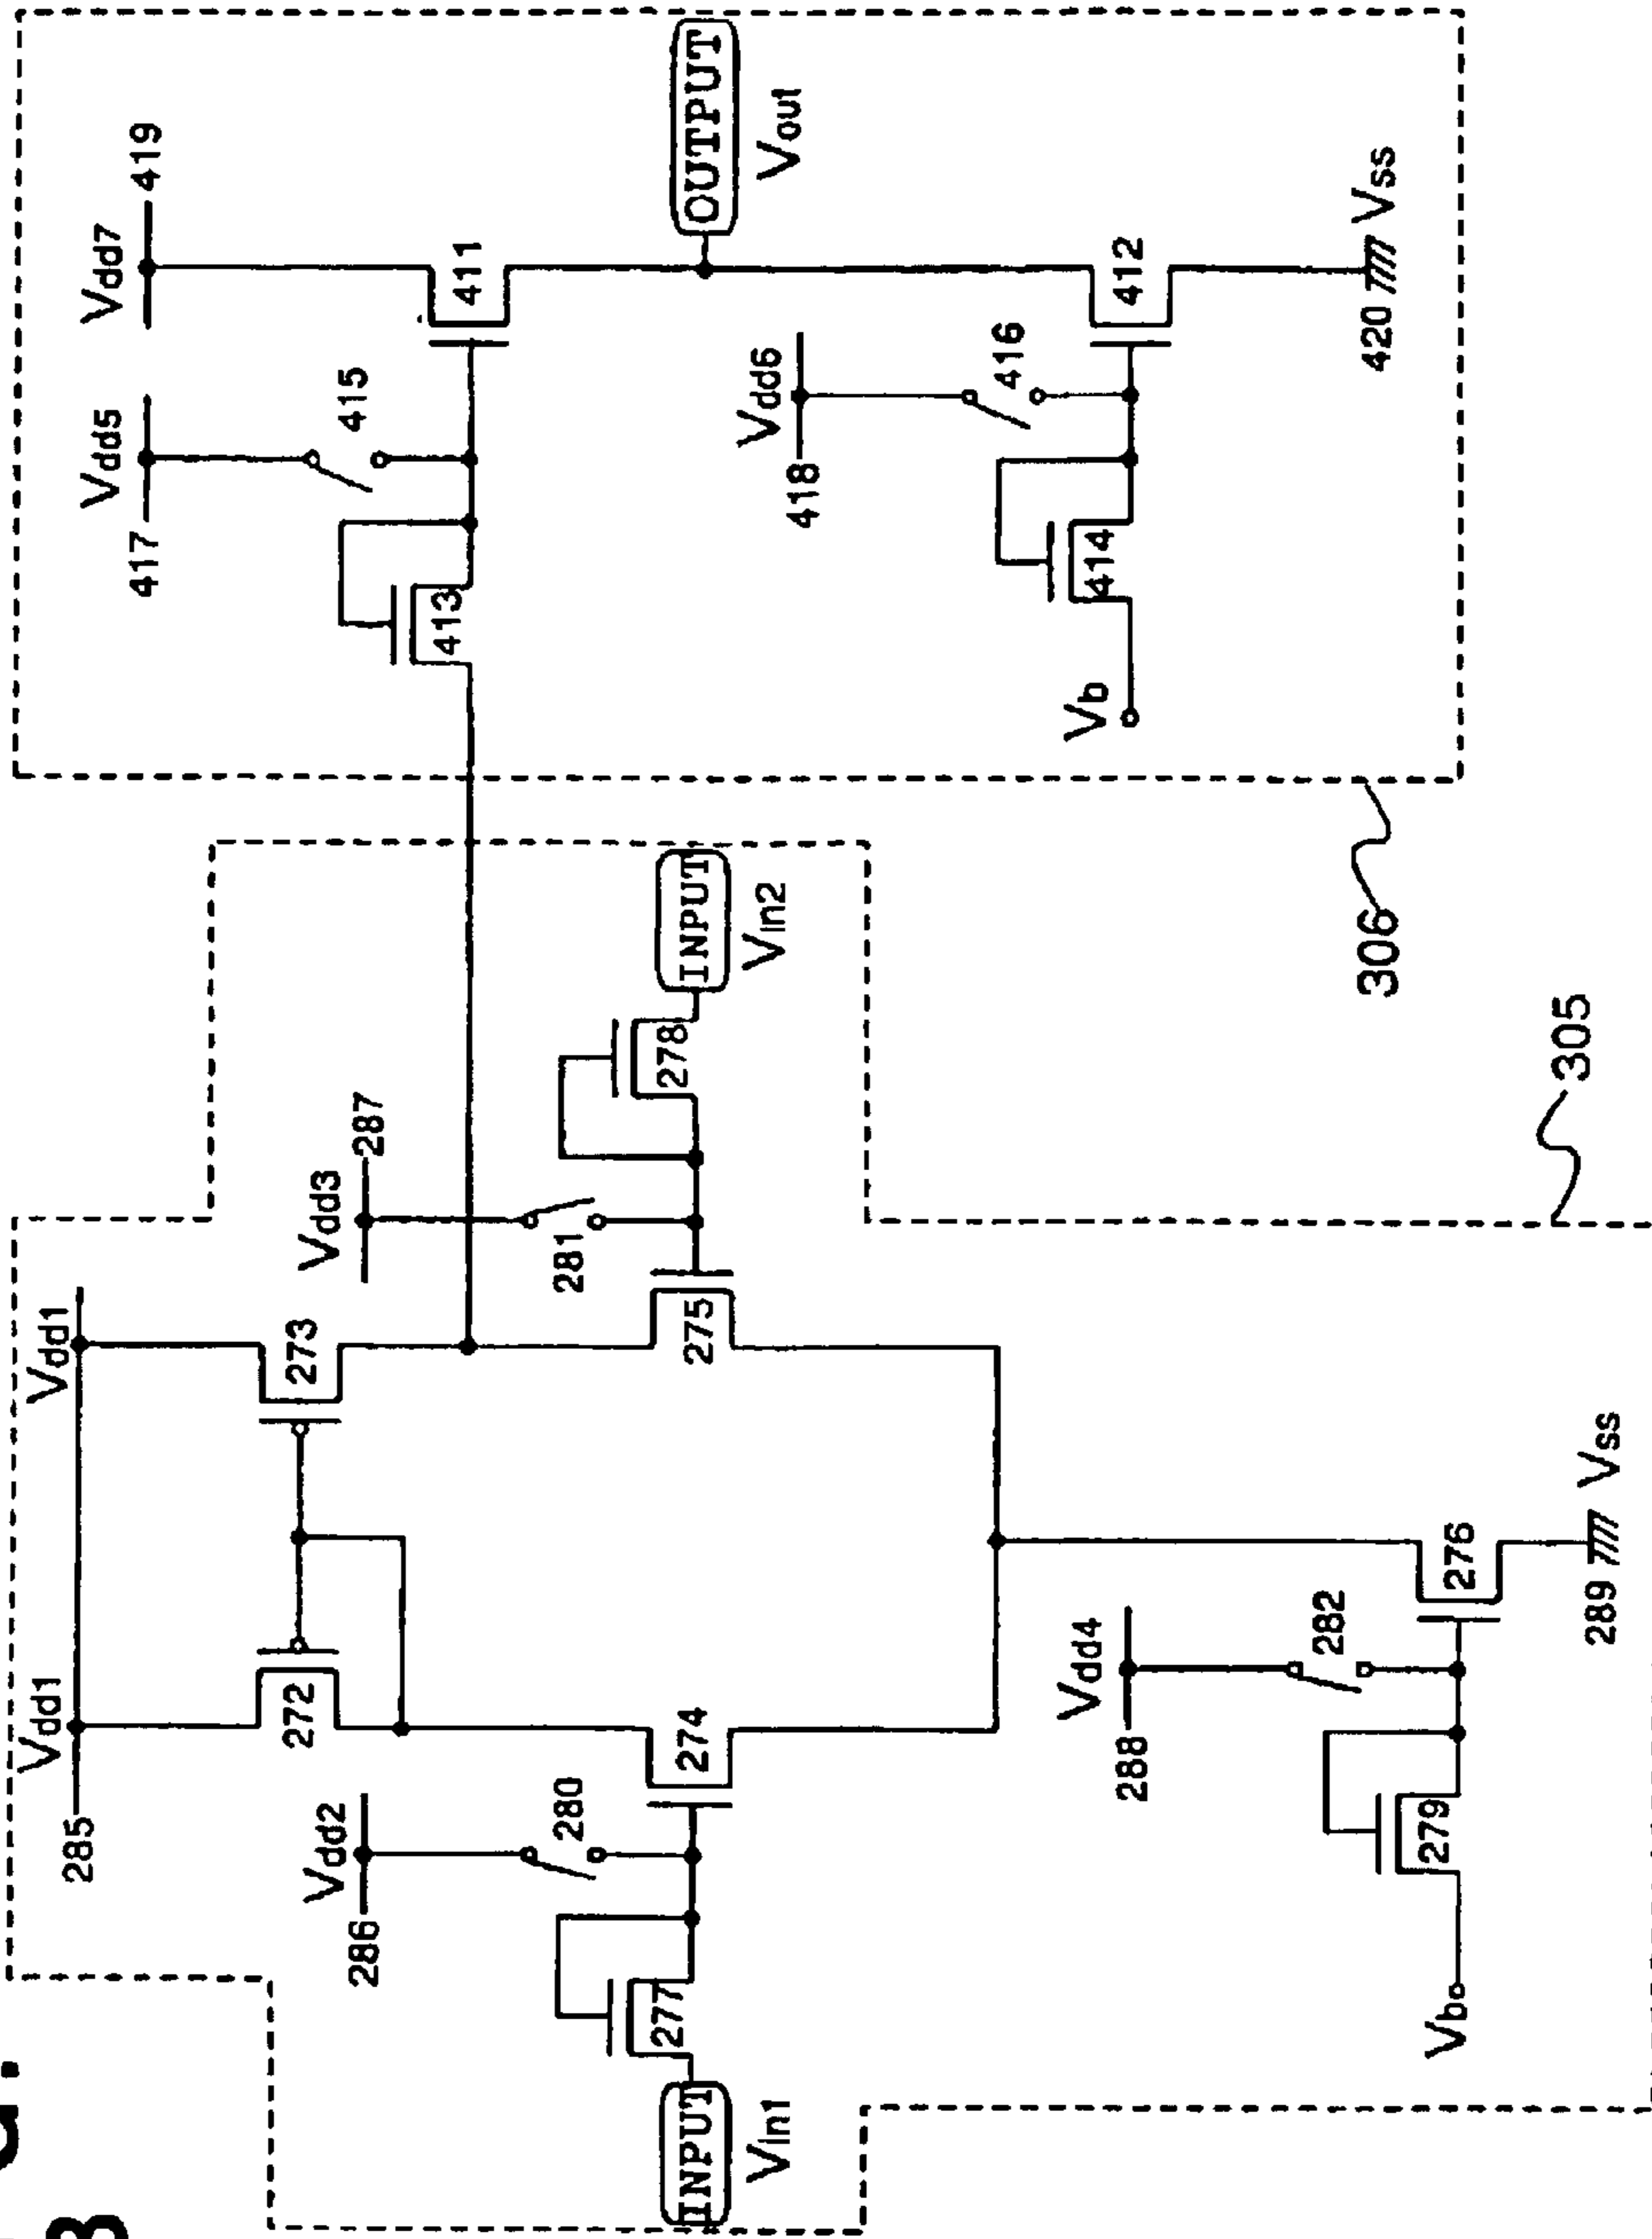 Vdd1
Vdd1
285
272
273
Vdd2
286
280
277
INPUT
Vin1
274
Vdd3
287
281
275
278
INPUT
Vin2
Vdd4
288
282
279
Vb
276
289
Vss
305
306
Vdd5
417
415
413
Vdd7
419
411
OUTPUT
Vout
Vdd6
418
416
414
Vb
412
420
Vss